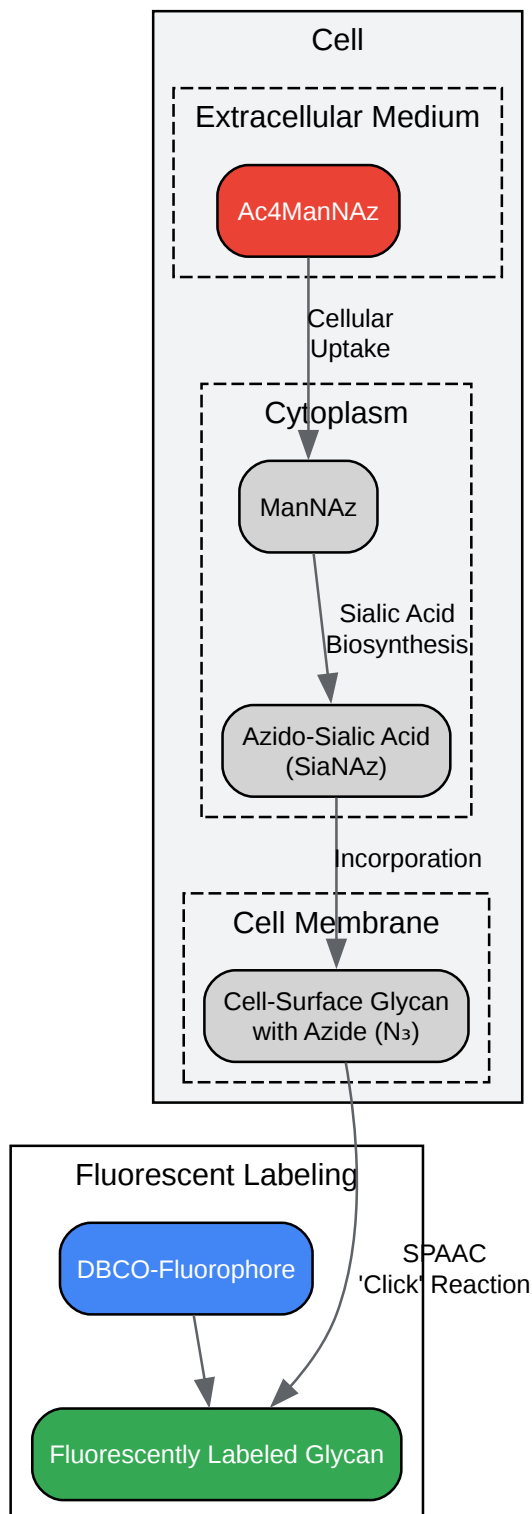 Cell
Extracellular Medium
Ac4ManNAz
Cellular
Uptake
Cytoplasm
ManNAz
Sialic Acid
Biosynthesis
Azido-Sialic Acid
(SiaNAz)
Incorporation
Cell Membrane
Cell-Surface Glycan
with Azide (N₃)
Fluorescent Labeling
DBCO-Fluorophore
SPAAC
'Click' Reaction
Fluorescently Labeled Glycan